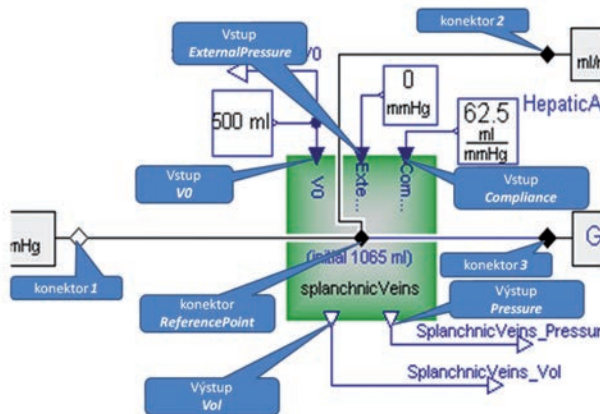 Vstup
ExternalPressure
V0
konektor 2
ml/r
500 ml
0
mmHg
62.5
ml
mmHg
HepaticA
Vstup
V0
V0
Exte...
Com...
Vstup
Compliance
mHg
G
konektor 1
(initial 1065 ml)
splanchnicVeins
konektor 3
konektor
ReferencePoint
Výstup
Pressure
SplanchnicVeins_Pressure
SplanchnicVeins_Vol
Výstup
Vol